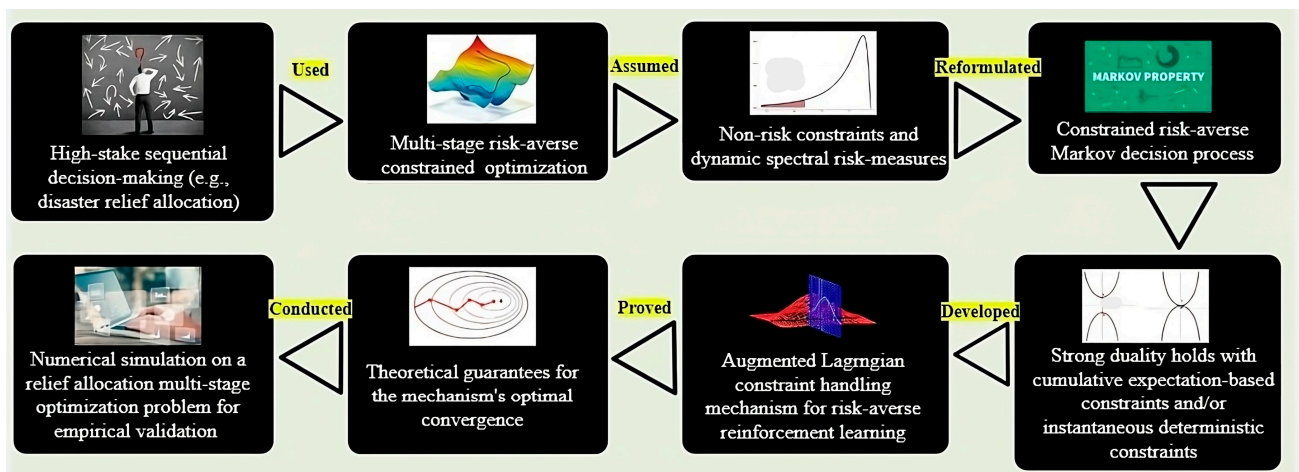 High-stake sequential
decision-making (e.g.,
disaster relief allocation)
Used
Multi-stage risk-averse
constrained optimization
Assumed
Non-risk constraints and
dynamic spectral risk-measures
Reformulated
MARKOV PROPERTY
Constrained risk-averse
Markov decision process
Strong duality holds with
cumulative expectation-based
constraints and/or
instantaneous deterministic
constraints
Developed
Augmented Lagrngian
constraint handling
mechanism for risk-averse
reinforcement learning
Proved
Theoretical guarantees for
the mechanism's optimal
convergence
Conducted
Numerical simulation on a
relief allocation multi-stage
optimization problem for
empirical validation